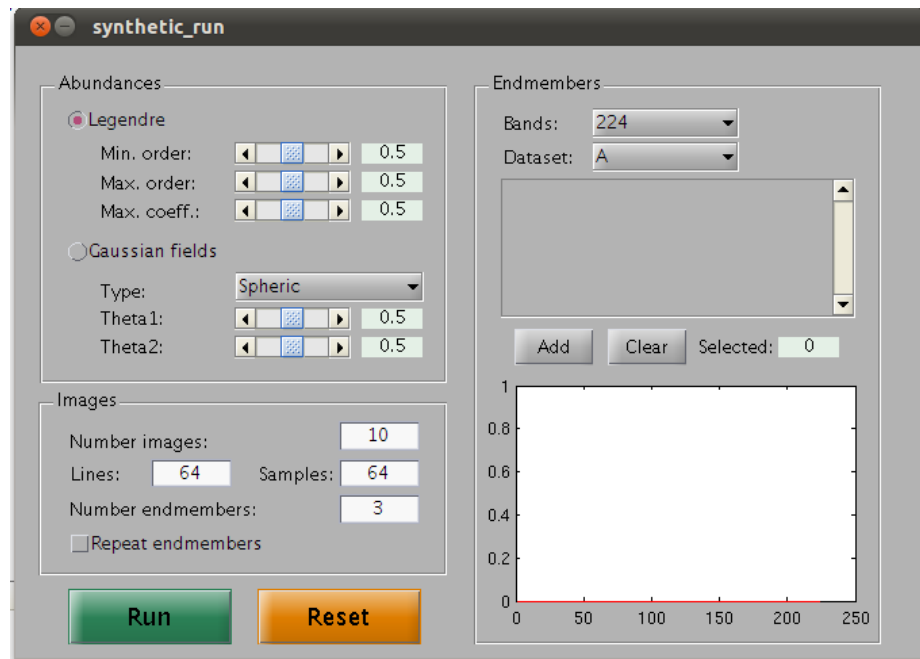 synthetic_run
Abundances
Legendre
Min. order: 0.5
Max. order: 0.5
Max. coeff.: 0.5
Gaussian fields
Type: Spheric
Theta1: 0.5
Theta2: 0.5
Images
Number images: 10
Lines: 64 Samples: 64
Number endmembers: 3
Repeat endmembers
Run Reset
Endmembers
Bands: 224
Dataset: A
Add Clear Selected: 0
1
0.8
0.6
0.4
0.2
0
0 50 100 150 200 250